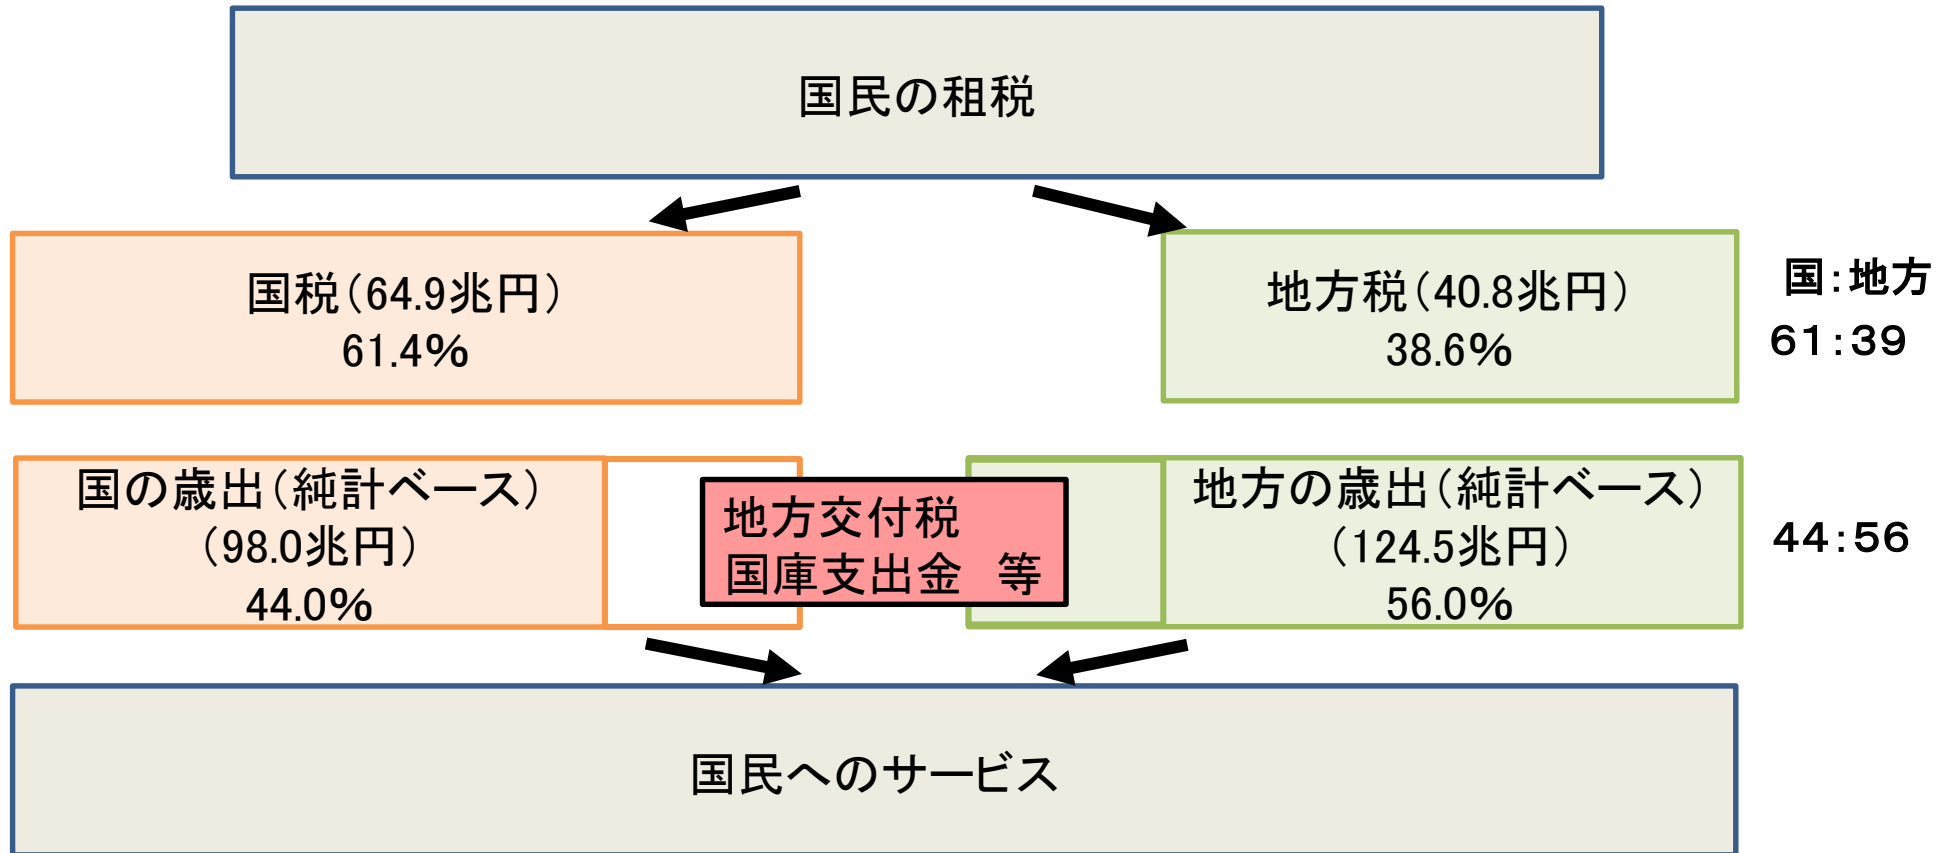 国民の租税
国税（64.9兆円）
61.4%
地方税（40.8兆円）
38.6%
国：地方
61：39
国の歳出（純計ベース）
（98.0兆円）
44.0%
地方交付税
国庫支出金　等
地方の歳出（純計ベース）
（124.5兆円）
56.0%
44：56
国民へのサービス